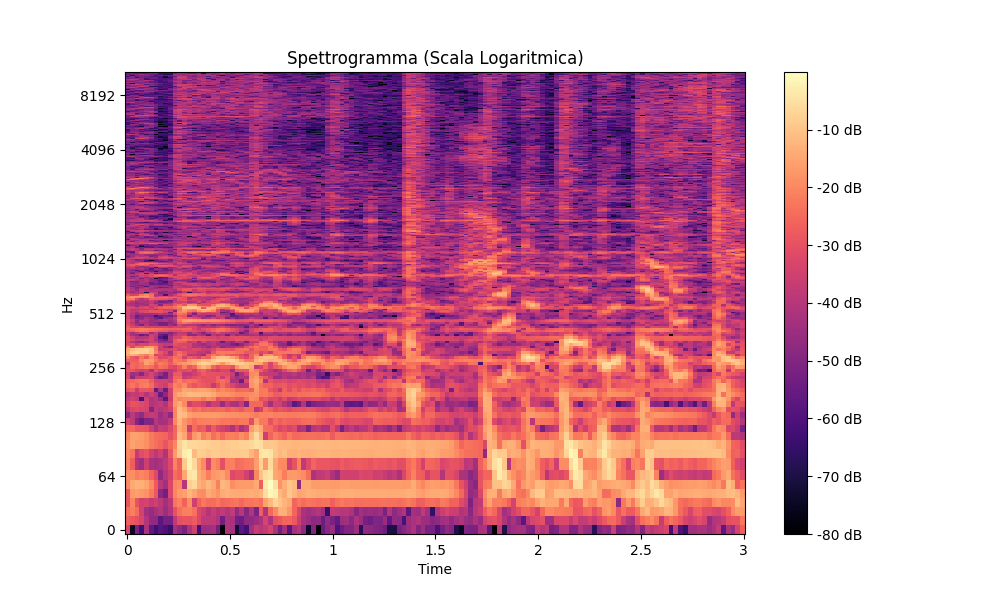 Spettrogramma (Scala Logaritmica)
8192
4096
2048
1024
512
256
128
64
0
Hz
0
0.5
1
1.5
2
2.5
3
Time
-10 dB
-20 dB
-30 dB
-40 dB
-50 dB
-60 dB
-70 dB
-80 dB